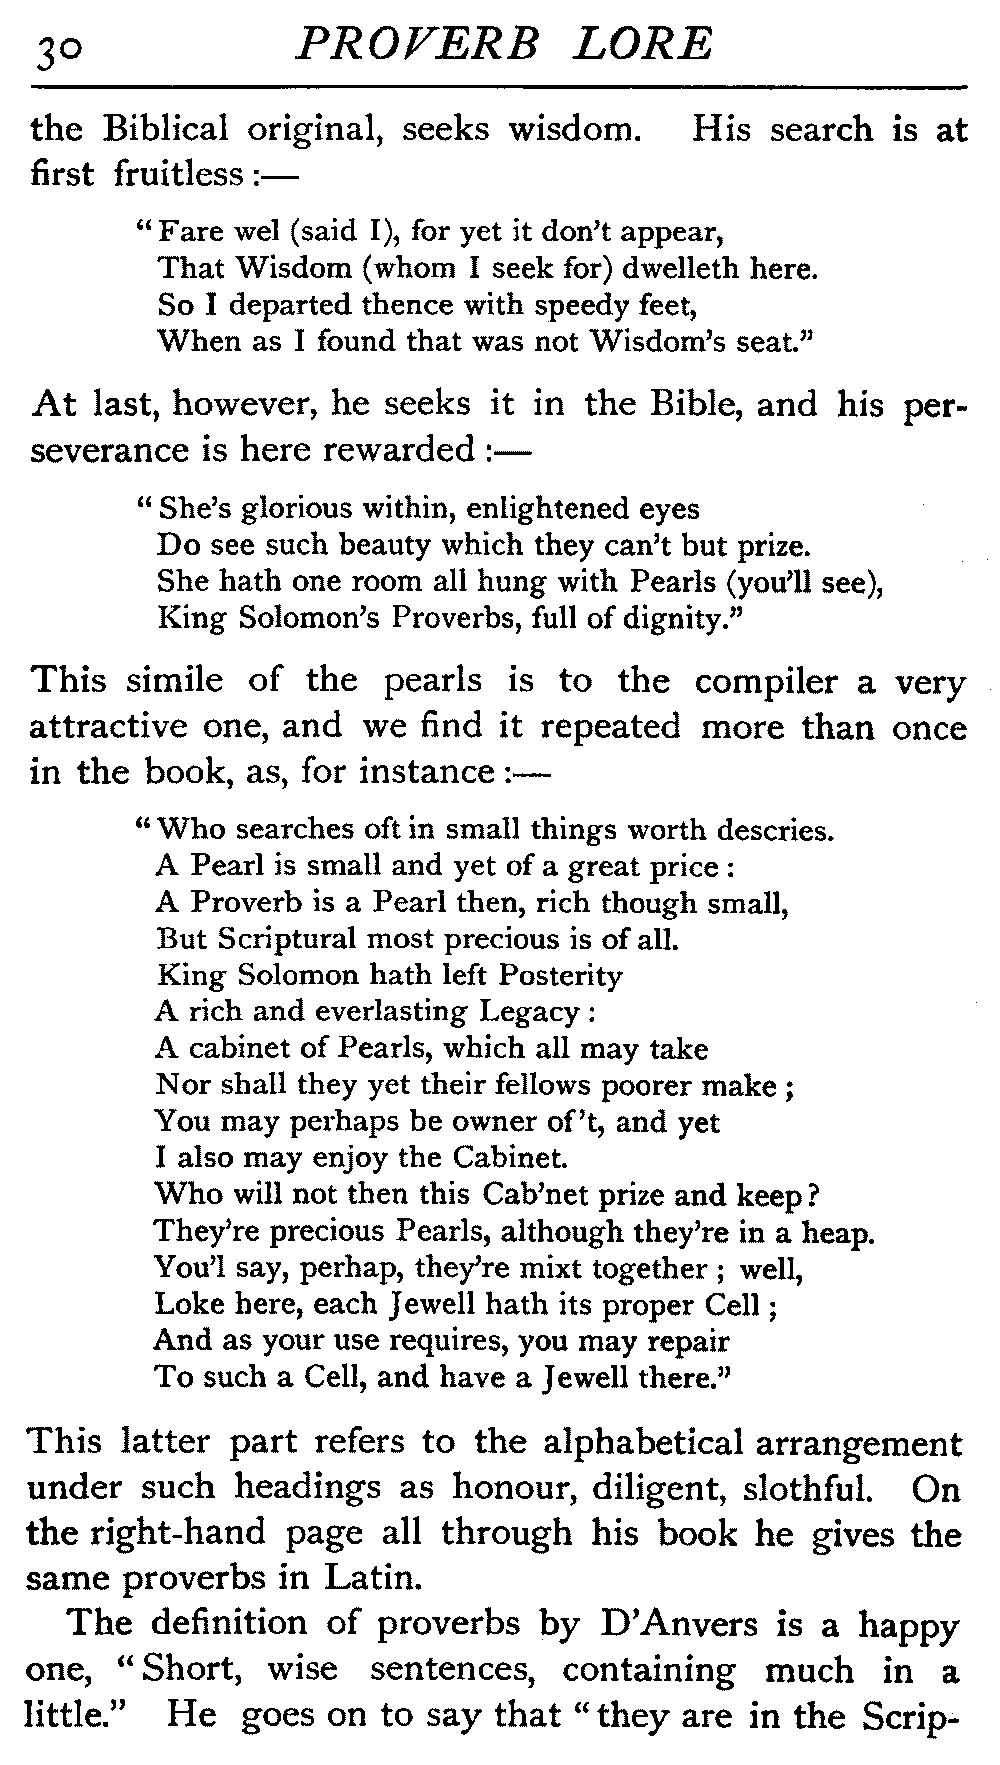 30 PROVERB LORE
the Biblical original, seeks wisdom. His search is at
first fruitless :—
“Fare wel (said I), for yet it don't appear,
That Wisdom (whom I seek for) dwelleth here.
So I departed thence with speedy feet,
When as I found that was not Wisdom's seat.”
At last, however, he seeks it in the Bible, and his per-
severance is here rewarded :—
“She's glorious within, enlightened eyes
Do see such beauty which they can't but prize.
She hath one room all hung with Pearls (you'll see),
King Solomon's Proverbs, full of dignity.”
This simile of the pearls is to the compiler a very
attractive one, and we find it repeated more than once
in the book, as, for instance :—
“Who searches oft in small things worth descries.
A Pearl is small and yet of a great price :
A Proverb is a Pearl then, rich though small,
But Scriptural most precious is of all.
King Solomon hath left Posterity
A rich and everlasting Legacy :
A cabinet of Pearls, which all may take
Nor shall they yet their fellows poorer make ;
You may perhaps be owner of't, and yet
I also may enjoy the Cabinet.
Who will not then this Cab'net prize and keep?
They're precious Pearls, although they're in a heap.
You'l say, perhap, they're mixt together ; well,
Loke here, each Jewell hath its proper Cell ;
And as your use requires, you may repair
To such a Cell, and have a Jewell there.”
This latter part refers to the alphabetical arrangement
under such headings as honour, diligent, slothful. On
the right-hand page all through his book he gives the
same proverbs in Latin.
The definition of proverbs by D'Anvers is a happy
one, “Short, wise sentences, containing much in a
little.” He goes on to say that “they are in the Scrip-